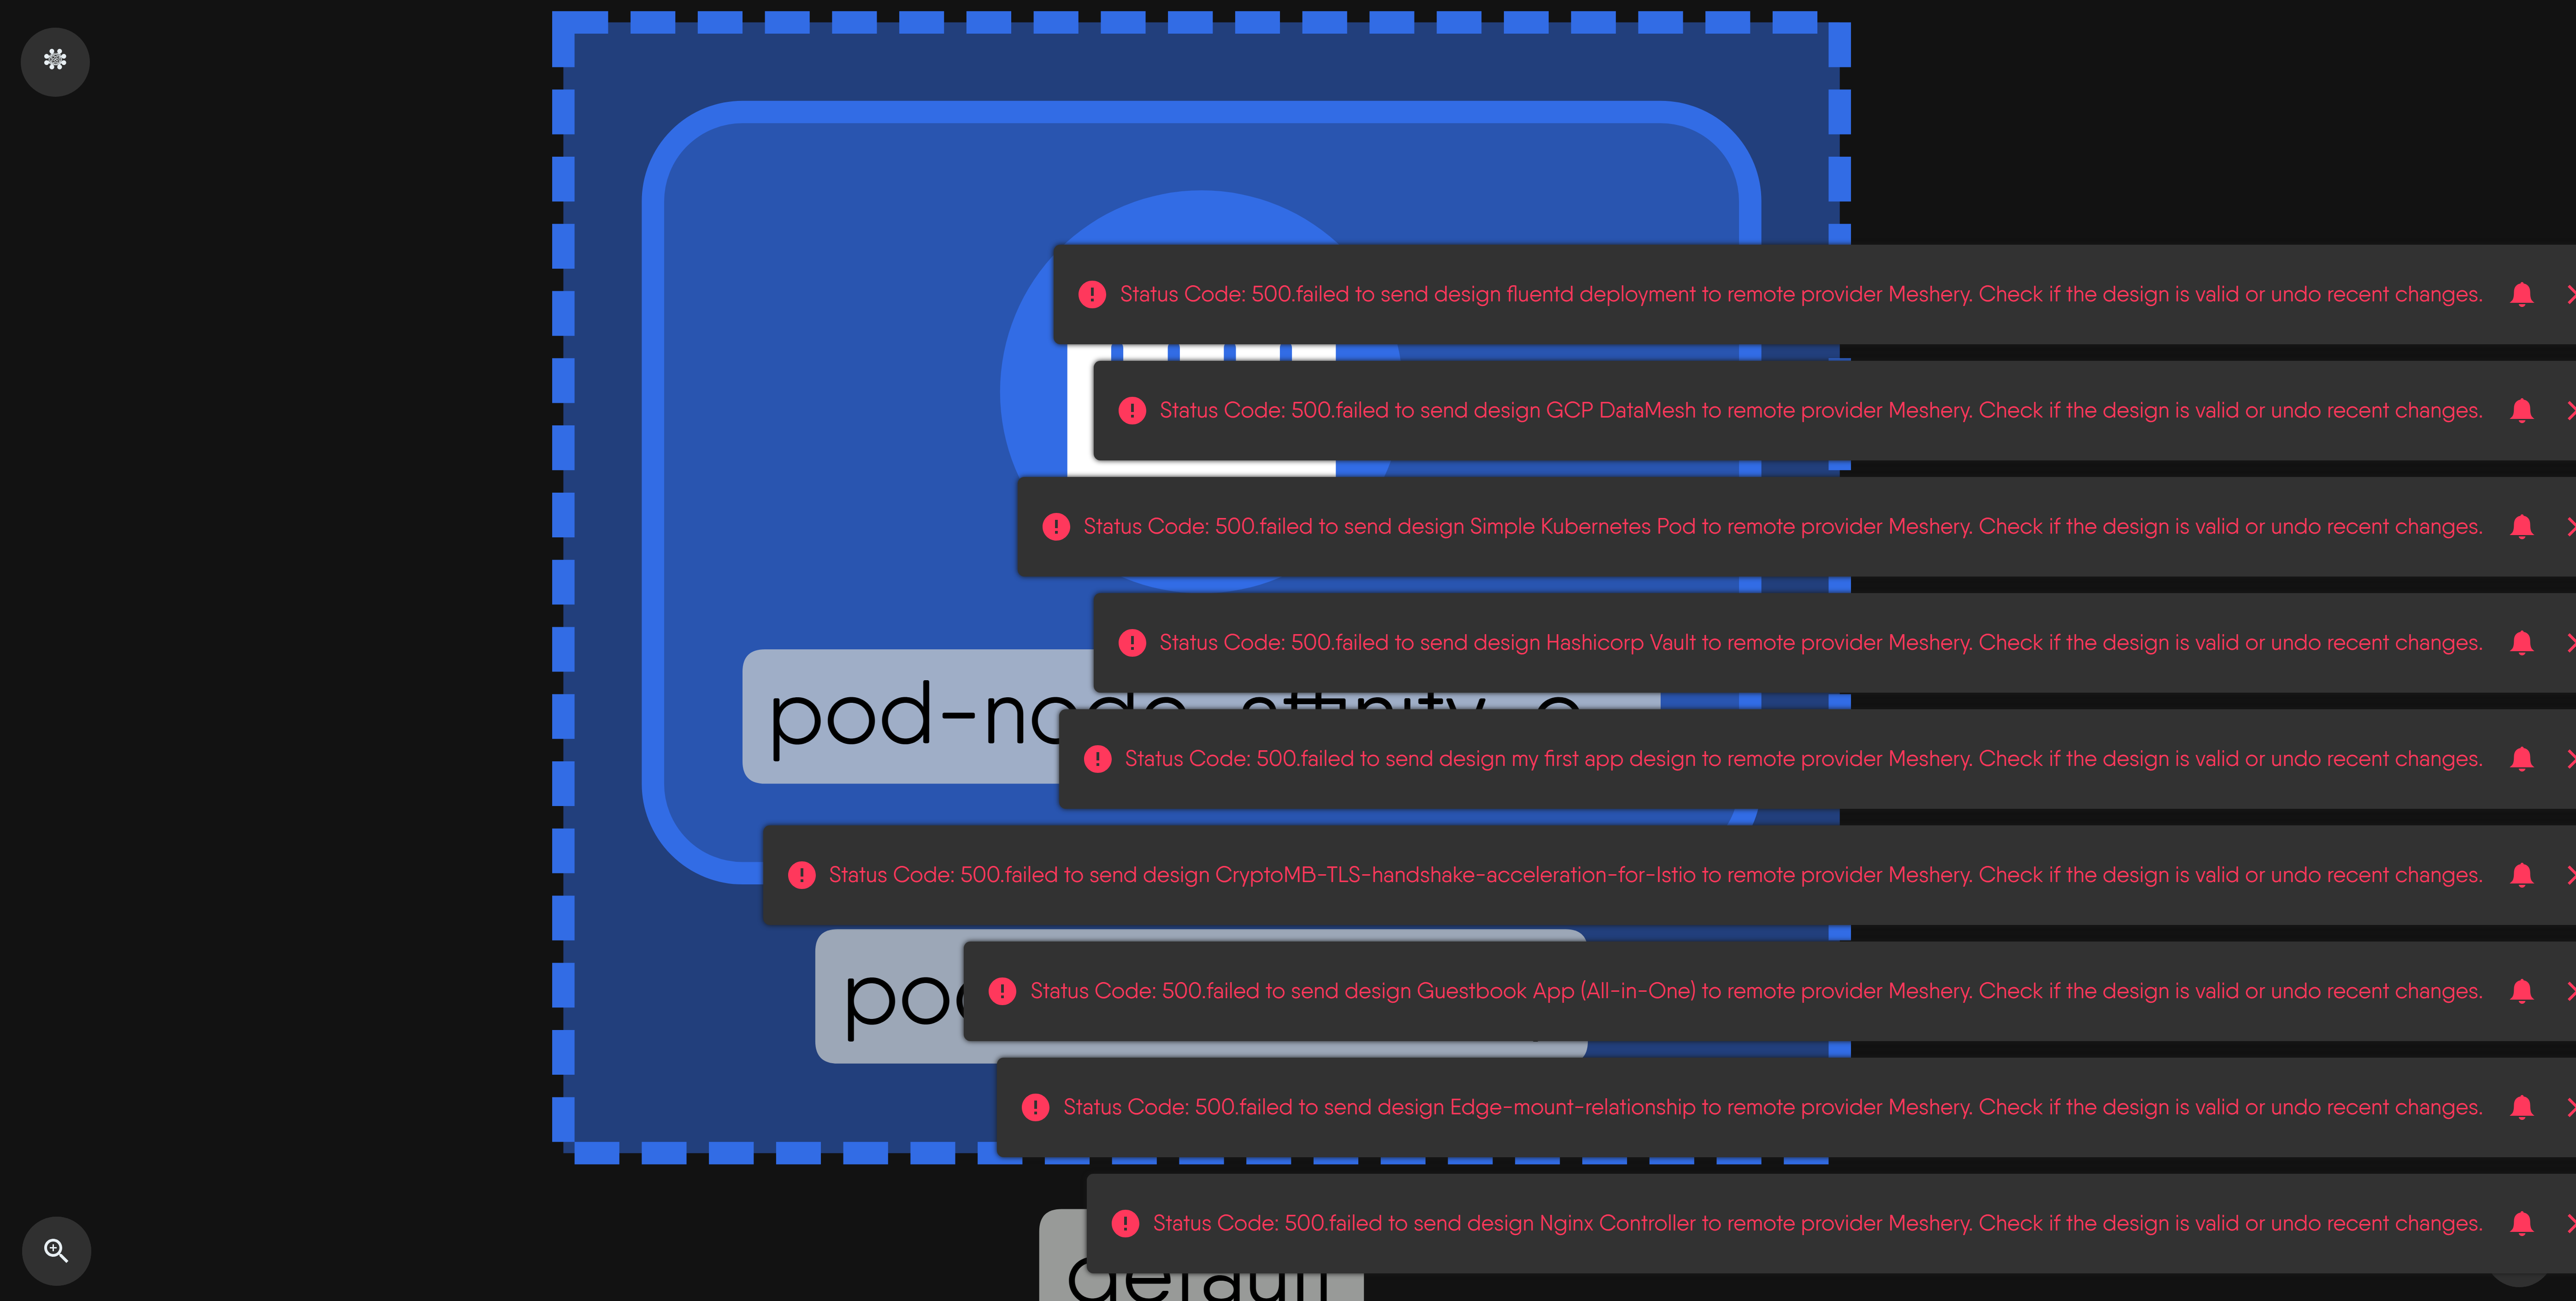 Status Code: 500.failed to send design fluentd deployment to remote provider Meshery. Check if the design is valid or undo recent changes.
Status Code: 500.failed to send design GCP DataMesh to remote provider Meshery. Check if the design is valid or undo recent changes.
Status Code: 500.failed to send design Simple Kubernetes Pod to remote provider Meshery. Check if the design is valid or undo recent changes.
Status Code: 500.failed to send design Hashicorp Vault to remote provider Meshery. Check if the design is valid or undo recent changes.
pod-node-affinity-
Status Code: 500.failed to send design my first app design to remote provider Meshery. Check if the design is valid or undo recent changes.
Status Code: 500.failed to send design CryptoMB-TLS-handshake-acceleration-for-Istio to remote provider Meshery. Check if the design is valid or undo recent changes.
Status Code: 500.failed to send design Guestbook App (All-in-One) to remote provider Meshery. Check if the design is valid or undo recent changes.
Status Code: 500.failed to send design Edge-mount-relationship to remote provider Meshery. Check if the design is valid or undo recent changes.
Status Code: 500.failed to send design Nginx Controller to remote provider Meshery. Check if the design is valid or undo recent changes.
default